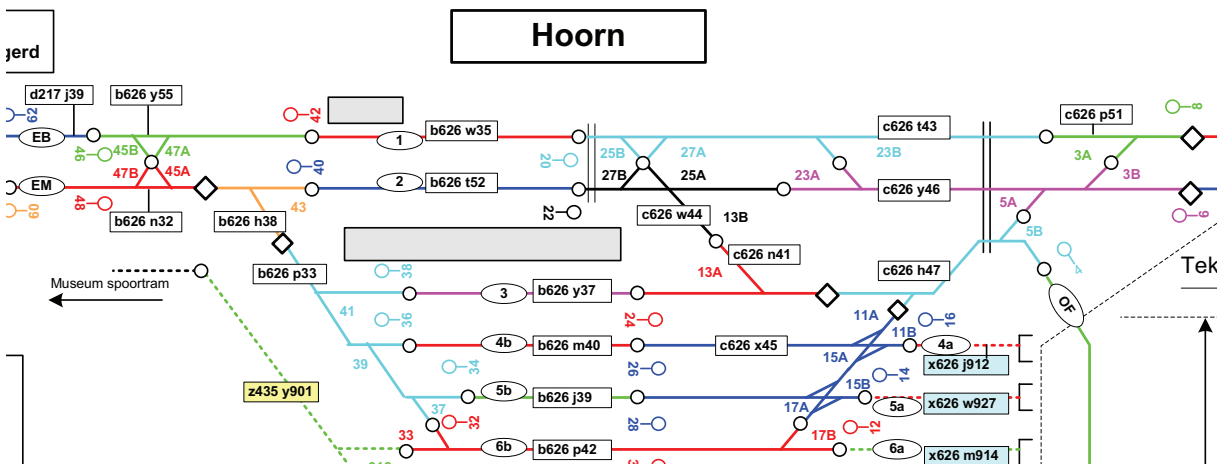 Hoorn
gerd
d217 j39
b626 y55
62
42
8
c626 p51
EB
46
45B
47A
1
b626 w35
20
25B
27A
c626 t43
23B
3A
47B
45A
40
27B
25A
3B
EM
2
b626 t52
23A
c626 y46
60
48
b626 n32
43
b626 h38
22
c626 w44
13B
5A
9
5B
4
b626 p33
38
c626 n41
13A
c626 h47
Tek
Museum spoortram
41
3
b626 y37
OF
36
24
11A
16
11B
4b
b626 m40
c626 x45
15A
4a
39
34
26
x626 j912
14
15B
z435 y901
5b
b626 j39
17A
5a
x626 w927
37
32
28
12
33
6b
b626 p42
17B
6a
x626 m914